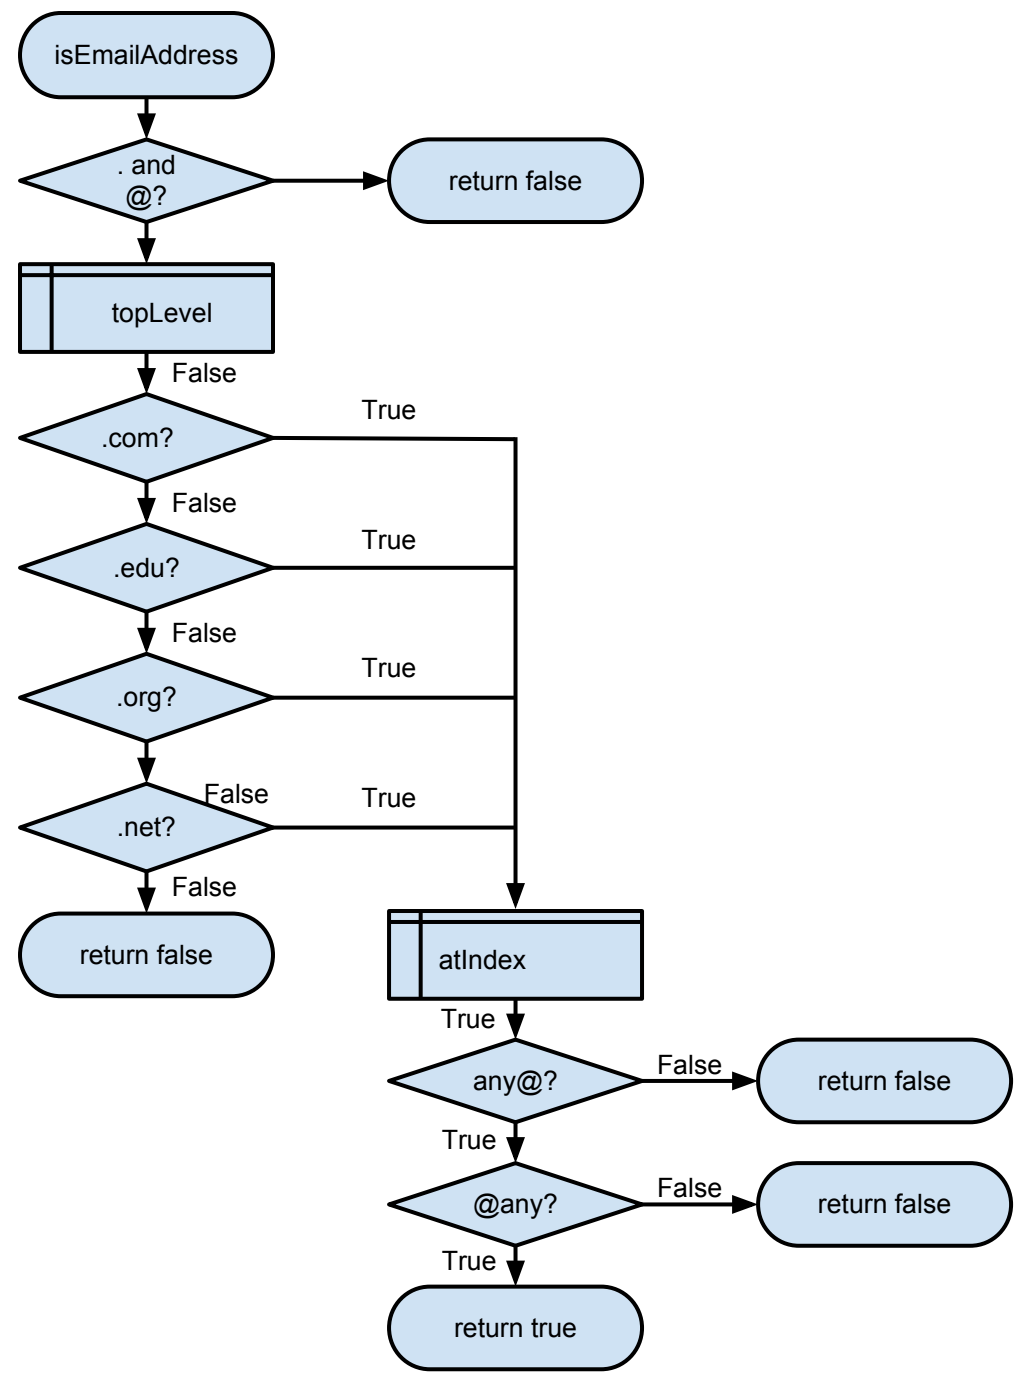 isEmailAddress
. and
@?
return false
topLevel
False
.com?
True
False
.edu?
True
False
.org?
True
False
.net?
True
False
return false
atIndex
True
any@?
False
return false
True
@any?
False
return false
True
return true